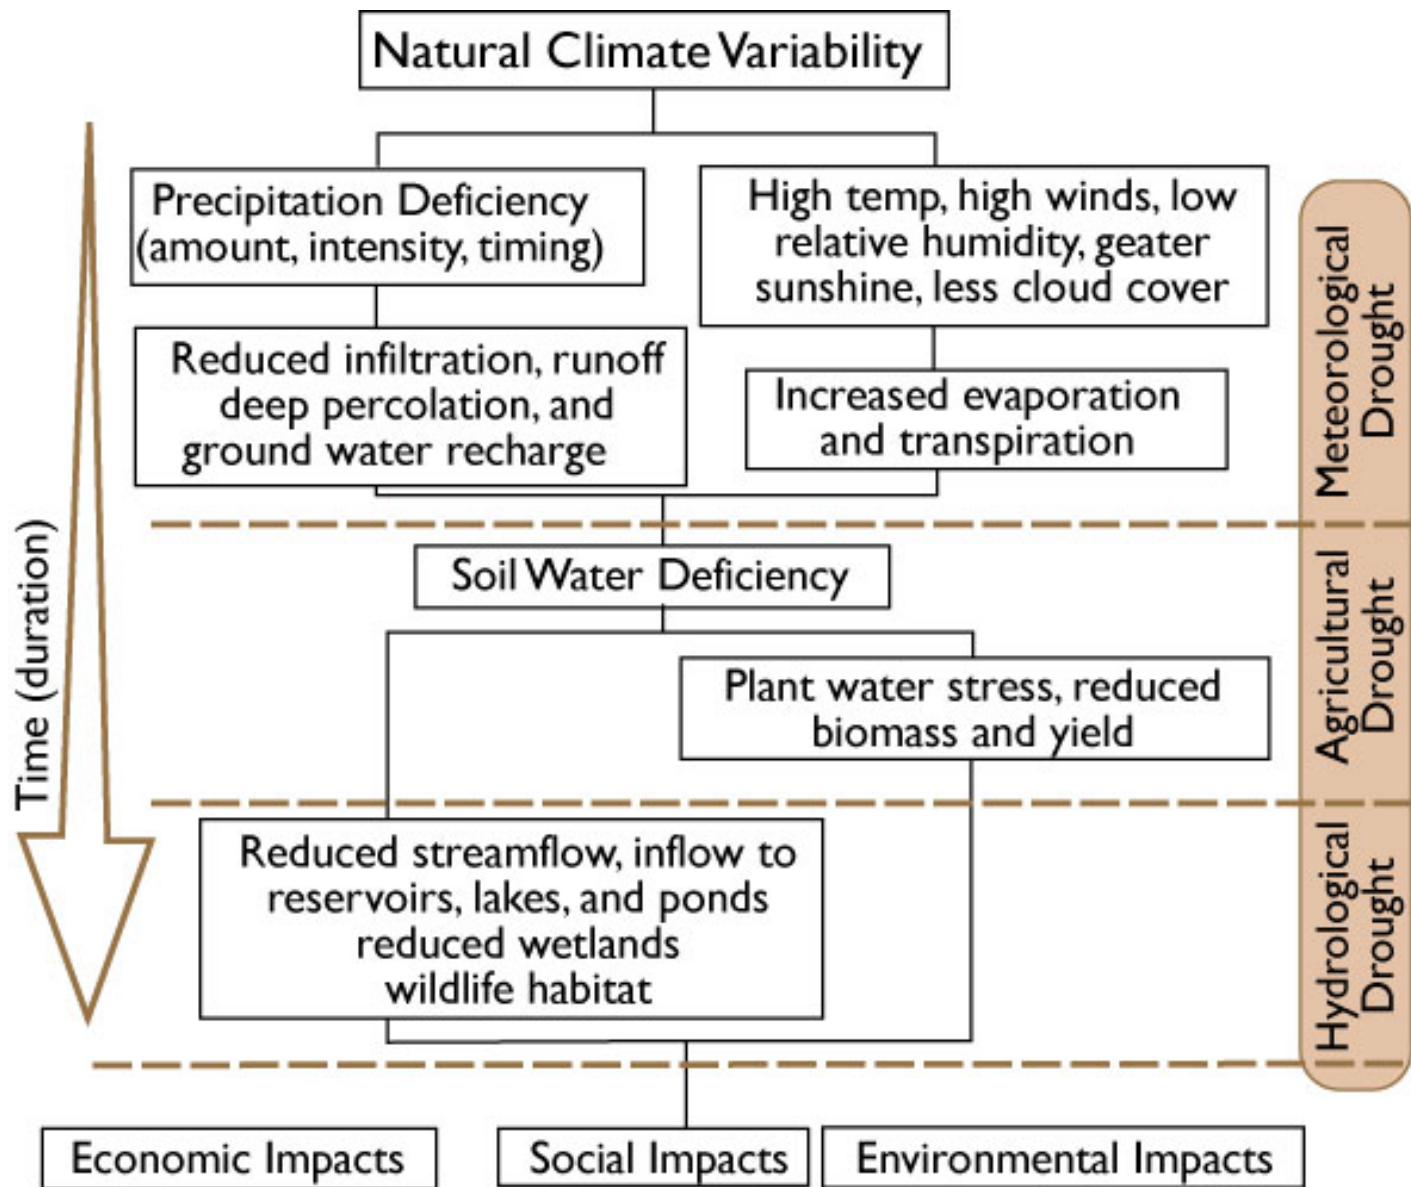 Natural Climate Variability
Precipitation Deficiency
(amount, intensity, timing)
High temp, high winds, low
relative humidity, geater
sunshine, less cloud cover
Reduced infiltration, runoff
deep percolation, and
ground water recharge
Increased evaporation
and transpiration
Meteorological
Drought
Time (duration)
Soil Water Deficiency
Plant water stress, reduced
biomass and yield
Agricultural
Drought
Reduced streamflow, inflow to
reservoirs, lakes, and ponds
reduced wetlands
wildlife habitat
Hydrological
Drought
Economic Impacts
Social Impacts
Environmental Impacts